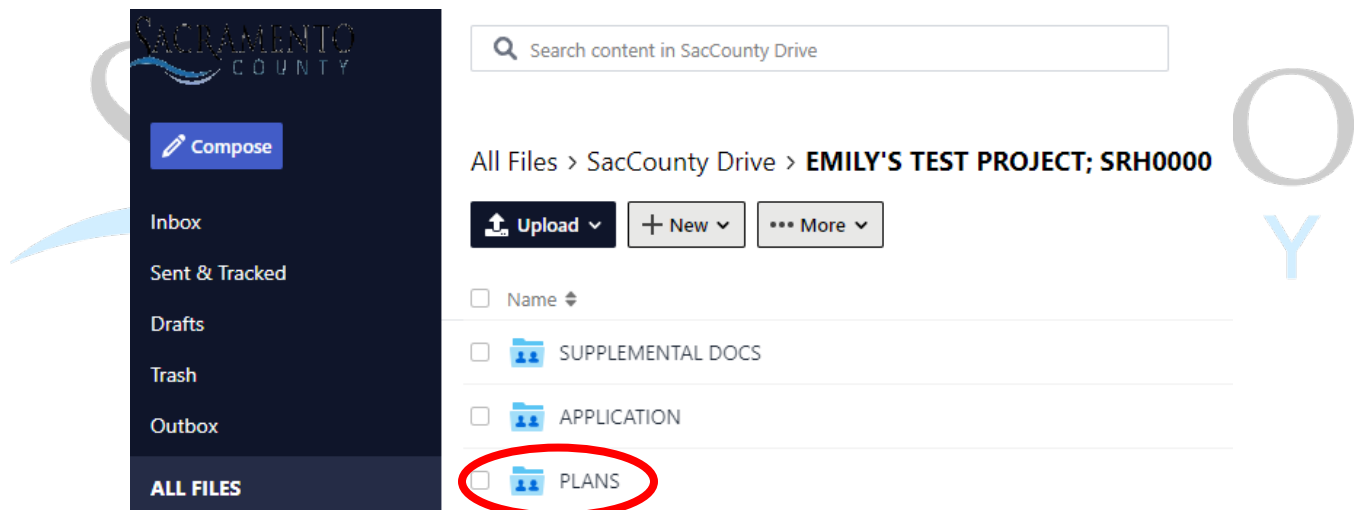 SACRAMENTO
COUNTY
Search content in SacCounty Drive
Compose
All Files > SacCounty Drive > EMILY'S TEST PROJECT; SRH0000
Upload
+ New
••• More
Inbox
Sent & Tracked
Drafts
Trash
Outbox
ALL FILES
Name
SUPPLEMENTAL DOCS
APPLICATION
PLANS
O
Y